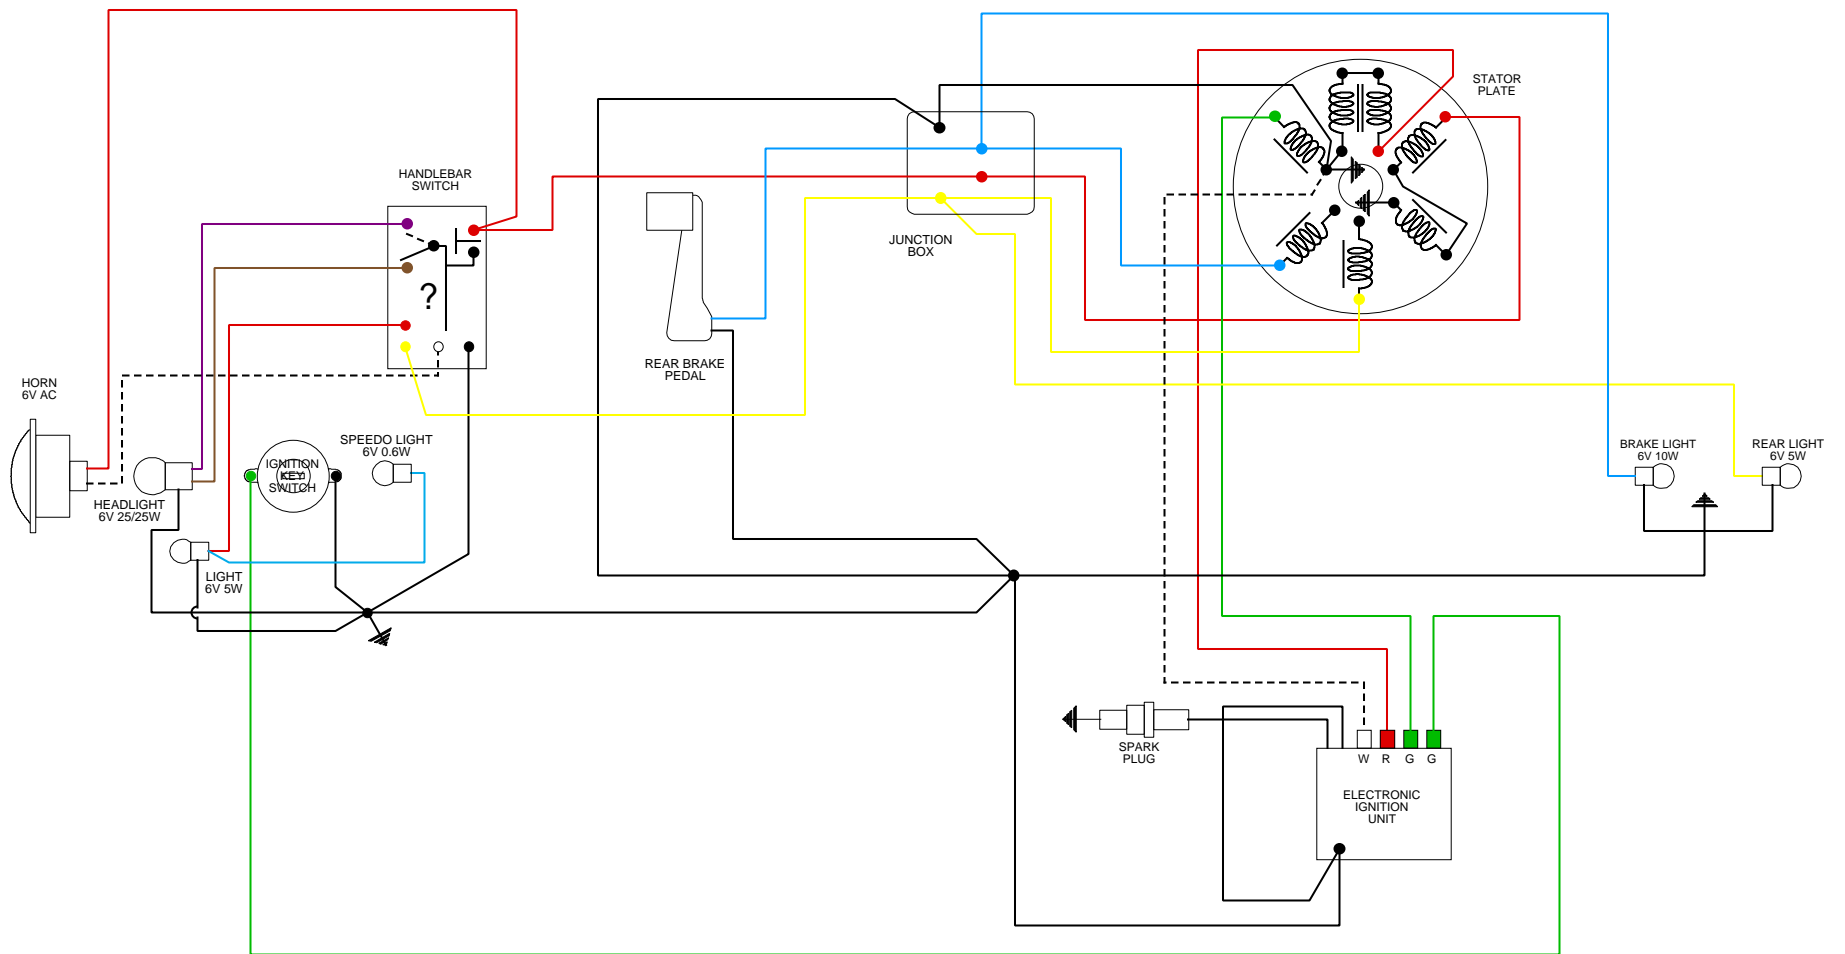 STATOR
PLATE
HANDLEBAR
SWITCH
JUNCTION
BOX
?
REAR BRAKE
PEDAL
HORN
6V AC
SPEEDO LIGHT
6V 0.6W
IGNITION
KEY
SWITCH
HEADLIGHT
6V 25/25W
LIGHT
6V 5W
BRAKE LIGHT
6V 10W
REAR LIGHT
6V 5W
SPARK
PLUG
W R G G
ELECTRONIC
IGNITION
UNIT